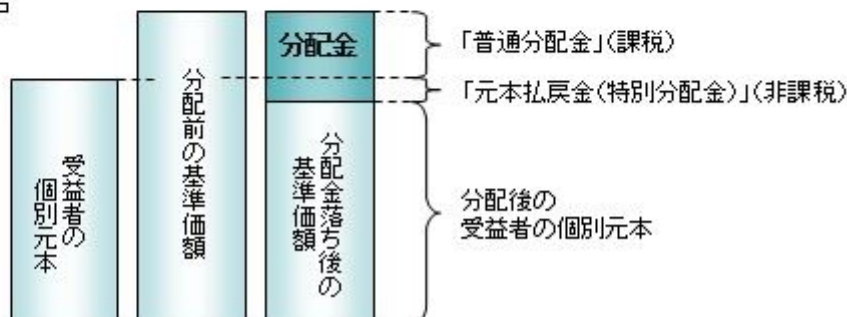 受益者の
個別元本
分配前の基準価額
分配金
分配金落ち後の
基準価額
「普通分配金」(課税)
「元本払戻金(特別分配金)」(非課税)
分配後の
受益者の個別元本